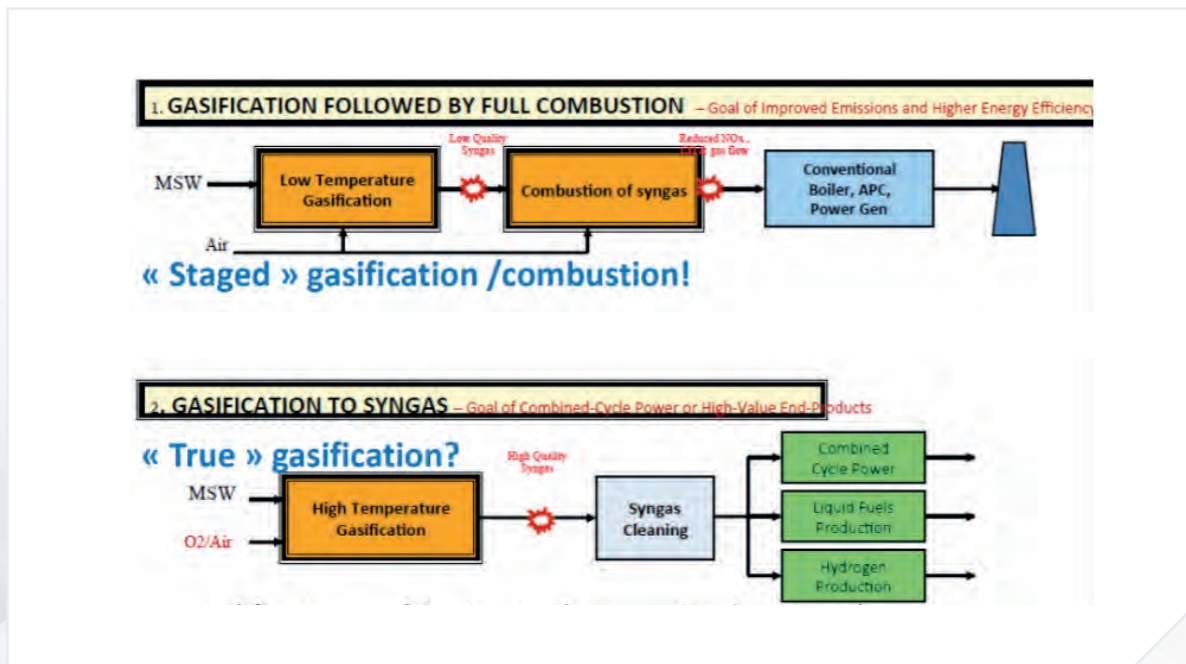 1. GASIFICATION FOLLOWED BY FULL COMBUSTION – Goal of Improved Emissions and Higher Energy Efficiency
Low Quality
Syngas
Reduced NOx,
gas flow
MSW
Low Temperature
Gasification
Combustion of syngas
Conventional
Boiler, APC,
Power Gen
Air
« Staged » gasification /combustion!
2. GASIFICATION TO SYNGAS – Goal of Combined-Cycle Power or High-Value End-Products
« True » gasification?
High Quality
Syngas
MSW
O2/Air
High Temperature
Gasification
Syngas
Cleaning
Combined
Cycle Power
Liquid Fuels
Production
Hydrogen
Production